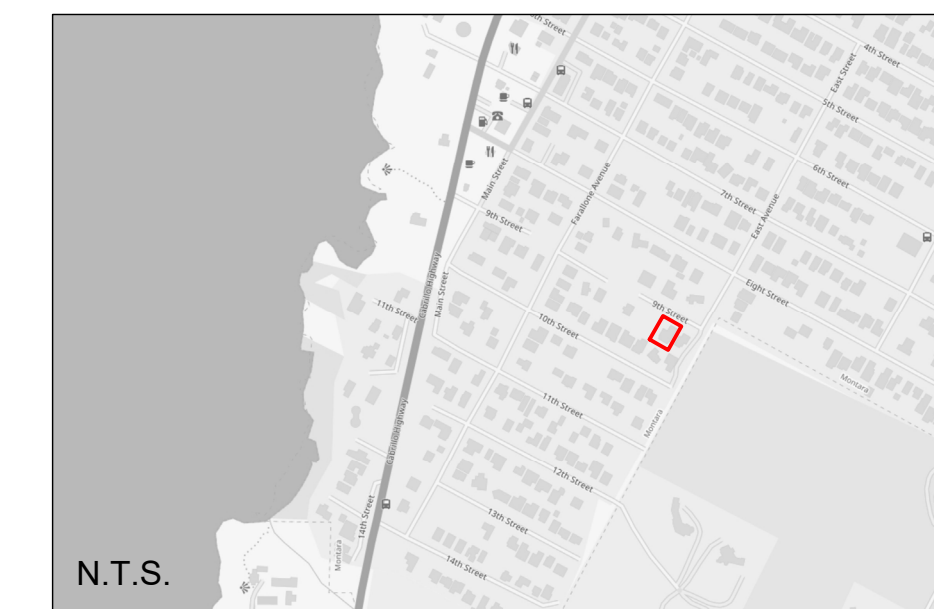 4th Street
East Street
5th Street
6th Street
Main Street
Farallone Avenue
7th Street
9th Street
East Avenue
Cabrillo Highway
Main Street
Eight Street
11th Street
9th Street
10th Street
Montara
11th Street
Montara
Cabrillo Highway
12th Street
14th Street
13th Street
Montara
14th Street
N.T.S.